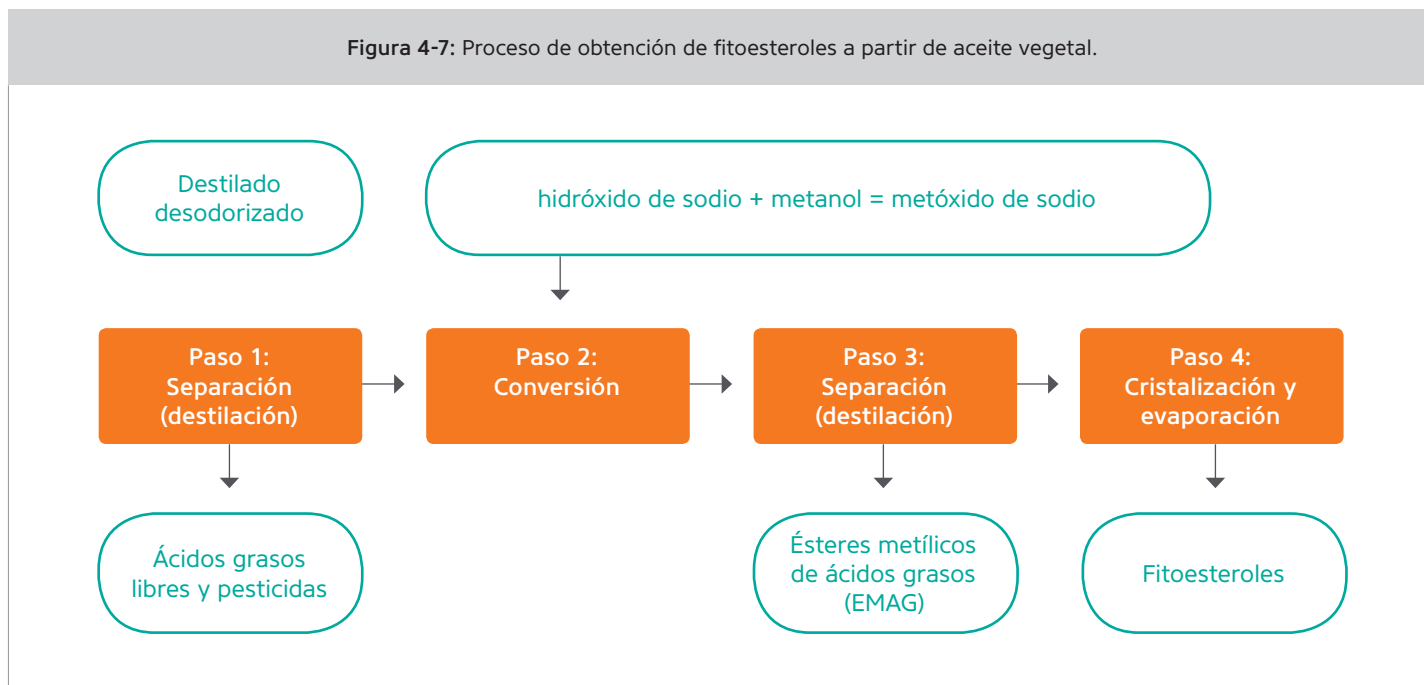 Figura 4-7: Proceso de obtención de fitoesteroles a partir de aceite vegetal.
Destilado
desodorizado
hidróxido de sodio + metanol = metóxido de sodio
Paso 1:
Separación
(destilación)
Paso 2:
Conversión
Paso 3:
Separación
(destilación)
Paso 4:
Cristalización y
evaporación
Ácidos grasos
libres y pesticidas
Ésteres metílicos
de ácidos grasos
(EMAG)
Fitoesteroles